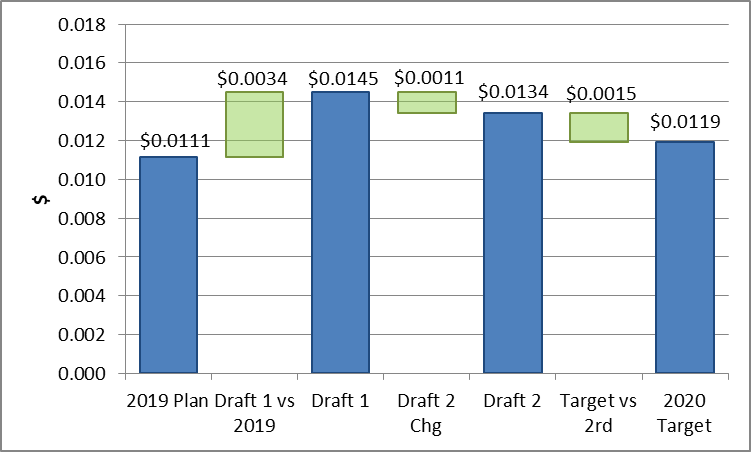 0.018
0.016
0.014
0.012
0.010
0.008
0.006
0.004
0.002
0.000
$
$0.0111
$0.0034
$0.0145
$0.0011
$0.0134
$0.0015
$0.0119
2019 Plan
Draft 1 vs
2019
Draft 1
Draft 2
Chg
Draft 2
Target vs
2rd
2020
Target